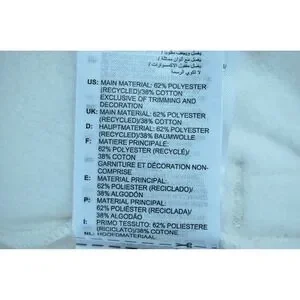 US: MAIN MATERIAL: 62% POLYESTER
(RECYCLED)/38% COTTON
EXCLUSIVE OF TRIMMING AND
DECORATION
UK: MAIN MATERIAL: 62% POLYESTER
(RECYCLED)/38% COTTON
D: HAUPTMATERIAL: 62% POLYESTER
(RECYCELT)/38% BAUMWOLLE
F: MATIERE PRINCIPALE:
62% POLYESTER (RECYCLÉ)/
38% COTON
GARNITURE ET DÉCORATION NON-
COMPRISE
E: MATERIAL PRINCIPAL:
62% POLIESTER (RECICLADO)/
38% ALGODÓN
P: MATERIAL PRINCIPAL:
62% POLIÉSTER (RECICLADA)/
38% ALGODÃO
I: PRIMO TESSUTO: 62% POLIESTERE
(RICICLATO)/38% COTONE
NL: HOOFDMATERIAAL: